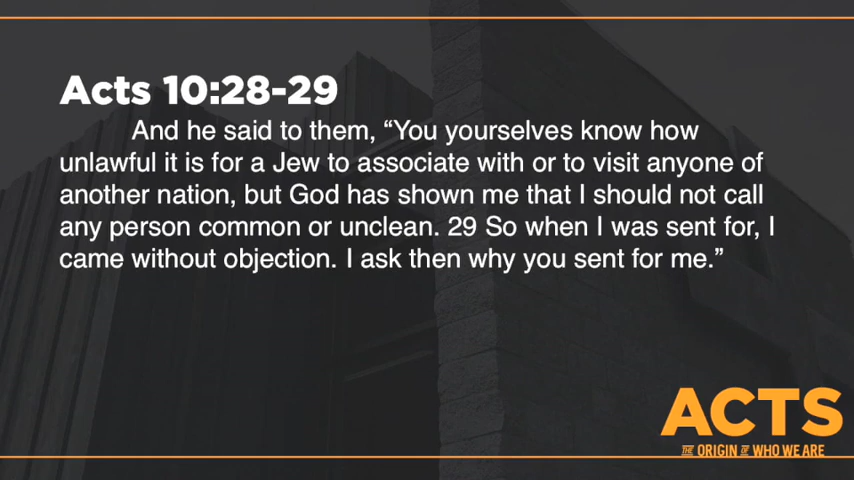 Acts 10:28-29
And he said to them, “You yourselves know how
unlawful it is for a Jew to associate with or to visit anyone of
another nation, but God has shown me that I should not call
any person common or unclean. 29 So when I was sent for, I
came without objection. I ask then why you sent for me.”
ACTS
THE ORIGIN OF WHO WE ARE